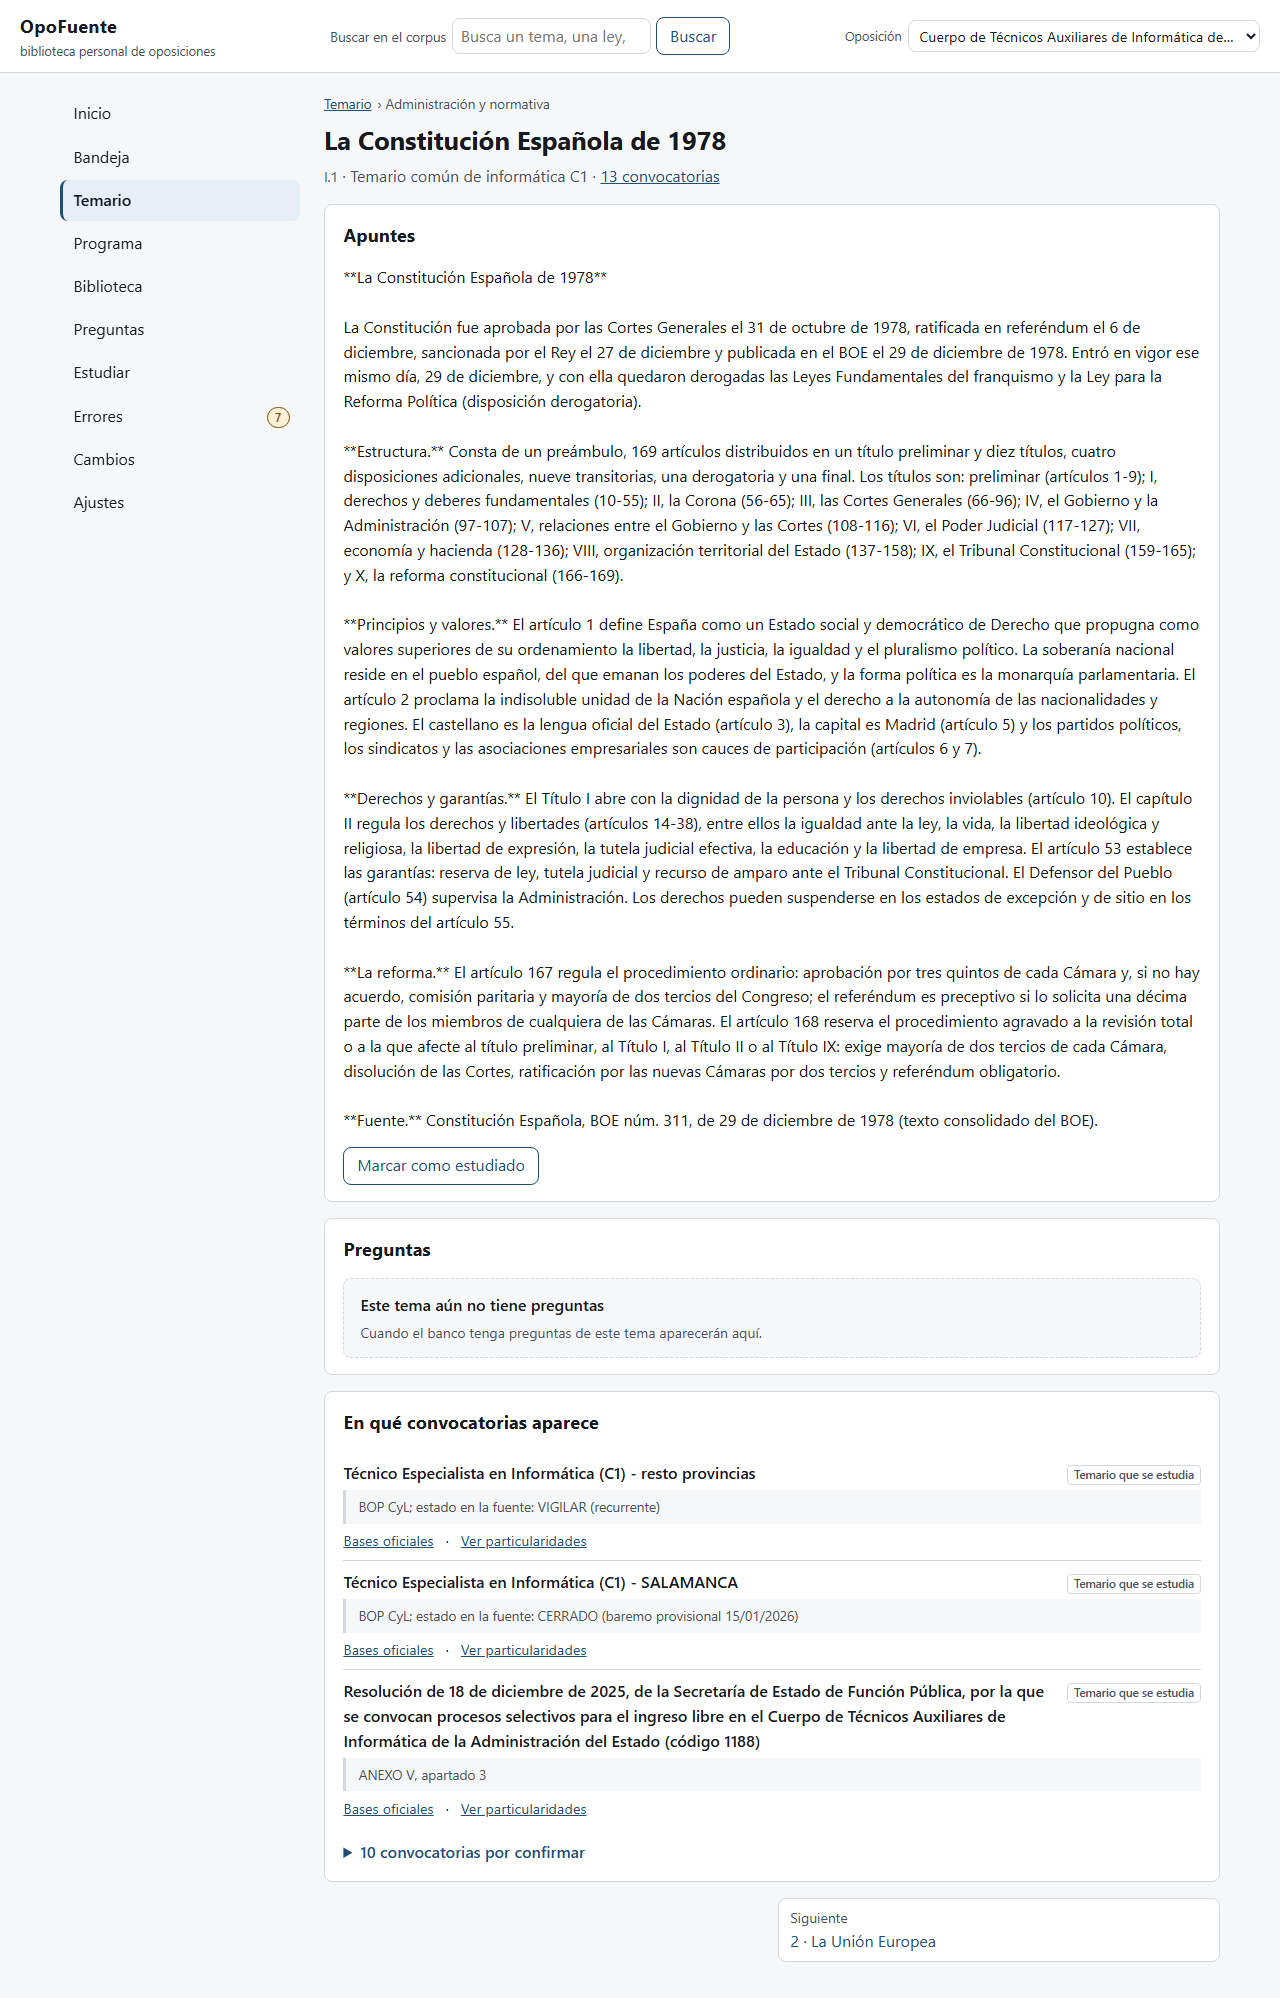 OpoFuente
biblioteca personal de oposiciones
Buscar en el corpus
Busca un tema, una ley,
Buscar
Oposición
Cuerpo de Técnicos Auxiliares de Informática de...
Inicio
Bandeja
Temario
Programa
Biblioteca
Preguntas
Estudiar
Errores 7
Cambios
Ajustes
Temario › Administración y normativa
La Constitución Española de 1978
I.1 · Temario común de informática C1 · 13 convocatorias
Apuntes
**La Constitución Española de 1978**
La Constitución fue aprobada por las Cortes Generales el 31 de octubre de 1978, ratificada en referéndum el 6 de
diciembre, sancionada por el Rey el 27 de diciembre y publicada en el BOE el 29 de diciembre de 1978. Entró en vigor ese
mismo día, 29 de diciembre, y con ella quedaron derogadas las Leyes Fundamentales del franquismo y la Ley para la
Reforma Política (disposición derogatoria).
**Estructura.** Consta de un preámbulo, 169 artículos distribuidos en un título preliminar y diez títulos, cuatro
disposiciones adicionales, nueve transitorias, una derogatoria y una final. Los títulos son: preliminar (artículos 1-9); I,
derechos y deberes fundamentales (10-55); II, la Corona (56-65); III, las Cortes Generales (66-96); IV, el Gobierno y la
Administración (97-107); V, relaciones entre el Gobierno y las Cortes (108-116); VI, el Poder Judicial (117-127); VII,
economía y hacienda (128-136); VIII, organización territorial del Estado (137-158); IX, el Tribunal Constitucional (159-165);
y X, la reforma constitucional (166-169).
**Principios y valores.** El artículo 1 define España como un Estado social y democrático de Derecho que propugna como
valores superiores de su ordenamiento la libertad, la justicia, la igualdad y el pluralismo político. La soberanía nacional
reside en el pueblo español, del que emanan los poderes del Estado, y la forma política es la monarquía parlamentaria. El
artículo 2 proclama la indisoluble unidad de la Nación española y el derecho a la autonomía de las nacionalidades y
regiones. El castellano es la lengua oficial del Estado (artículo 3), la capital es Madrid (artículo 5) y los partidos políticos,
los sindicatos y las asociaciones empresariales son cauces de participación (artículos 6 y 7).
**Derechos y garantías.** El Título I abre con la dignidad de la persona y los derechos inviolables (artículo 10). El capítulo
II regula los derechos y libertades (artículos 14-38), entre ellos la igualdad ante la ley, la vida, la libertad ideológica y
religiosa, la libertad de expresión, la tutela judicial efectiva, la educación y la libertad de empresa. El artículo 53 establece
las garantías: reserva de ley, tutela judicial y recurso de amparo ante el Tribunal Constitucional. El Defensor del Pueblo
(artículo 54) supervisa la Administración. Los derechos pueden suspenderse en los estados de excepción y de sitio en los
términos del artículo 55.
**La reforma.** El artículo 167 regula el procedimiento ordinario: aprobación por tres quintos de cada Cámara y, si no hay
acuerdo, comisión paritaria y mayoría de dos tercios del Congreso; el referéndum es preceptivo si lo solicita una décima
parte de los miembros de cualquiera de las Cámaras. El artículo 168 reserva el procedimiento agravado a la revisión total
o a la que afecte al título preliminar, al Título I, al Título II o al Título IX: exige mayoría de dos tercios de cada Cámara,
disolución de las Cortes, ratificación por las nuevas Cámaras por dos tercios y referéndum obligatorio.
**Fuente.** Constitución Española, BOE núm. 311, de 29 de diciembre de 1978 (texto consolidado del BOE).
Marcar como estudiado
Preguntas
Este tema aún no tiene preguntas
Cuando el banco tenga preguntas de este tema aparecerán aquí.
En qué convocatorias aparece
Técnico Especialista en Informática (C1) - resto provincias
Temario que se estudia
BOP CyL; estado en la fuente: VIGILAR (recurrente)
Bases oficiales · Ver particularidades
Técnico Especialista en Informática (C1) - SALAMANCA
Temario que se estudia
BOP CyL; estado en la fuente: CERRADO (baremo provisional 15/01/2026)
Bases oficiales · Ver particularidades
Resolución de 18 de diciembre de 2025, de la Secretaría de Estado de Función Pública, por la que
se convocan procesos selectivos para el ingreso libre en el Cuerpo de Técnicos Auxiliares de
Informática de la Administración del Estado (código 1188)
Temario que se estudia
ANEXO V, apartado 3
Bases oficiales · Ver particularidades
10 convocatorias por confirmar
Siguiente
2 · La Unión Europea